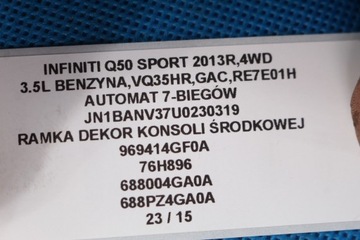 INFINITI Q50 SPORT 2013R,4WD
3.5L BENZYNA,VQ35HR,GAC,RE7E01H
AUTOMAT 7-BIEGÓW
JN1BANV37U0230319
RAMKA DEKOR KONSOLI ŚRODKOWEJ
969414GF0A
76H896
688004GA0A
688PZ4GA0A
23 / 15